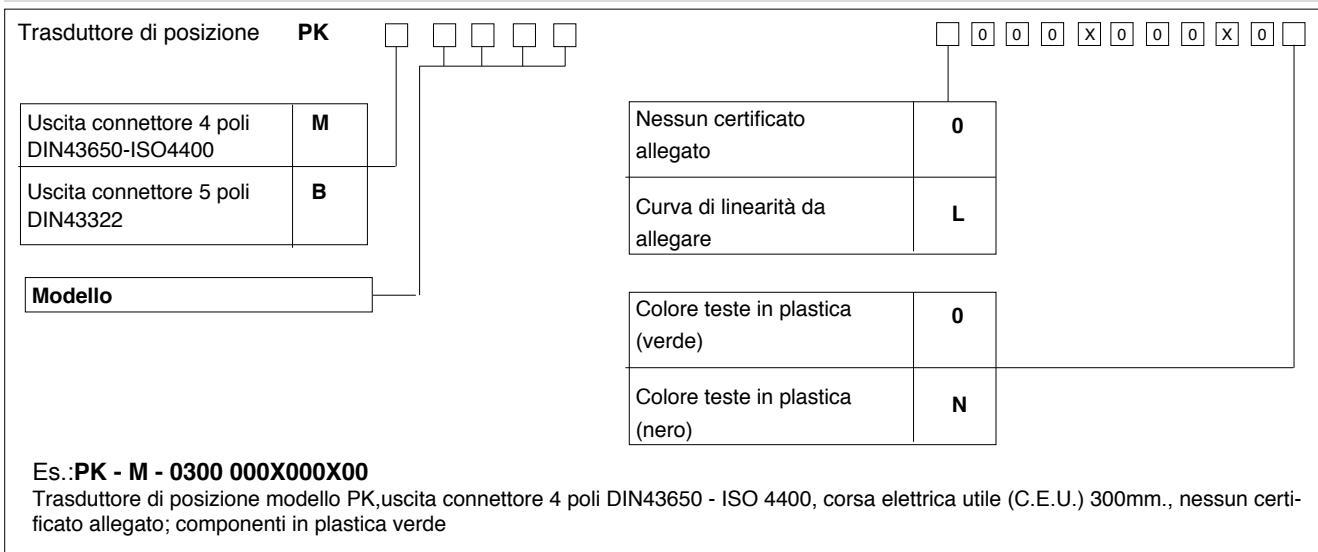 Trasduttore di posizione PK
0 0 0 X 0 0 0 X 0
Uscita connettore 4 poli
DIN43650-ISO4400
M
Uscita connettore 5 poli
DIN43322
B
Modello
Nessun certificato
allegato
0
Curva di linearità da
allegare
L
Colore teste in plastica
(verde)
0
Colore teste in plastica
(nero)
N
Es.:PK - M - 0300 000X000X00
Trasduttore di posizione modello PK,uscita connettore 4 poli DIN43650 - ISO 4400, corsa elettrica utile (C.E.U.) 300mm., nessun certi-
ficato allegato; componenti in plastica verde